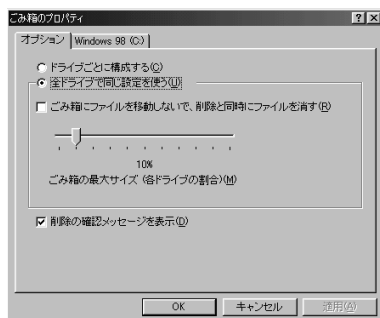 ごみ箱のプロパティ
オプション Windows 98 (C:)
ドライブごとに構成する(C)
全ドライブで同じ設定を使う(U)
ごみ箱にファイルを移動しないで、削除と同時にファイルを消す(R)
10%
ごみ箱の最大サイズ (各ドライブの割合)(M)
削除の確認メッセージを表示(D)
OK キャンセル 適用(A)